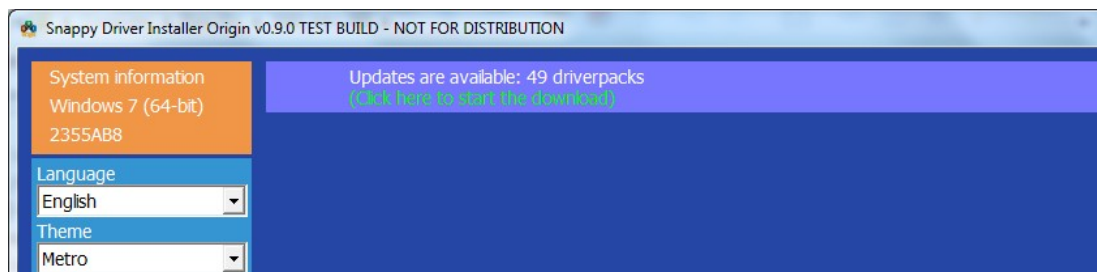 Snappy Driver Installer Origin v0.9.0 TEST BUILD - NOT FOR DISTRIBUTION
System information
Windows 7 (64-bit)
2355AB8
Updates are available: 49 driverpacks
(Click here to start the download)
Language
English
Theme
Metro